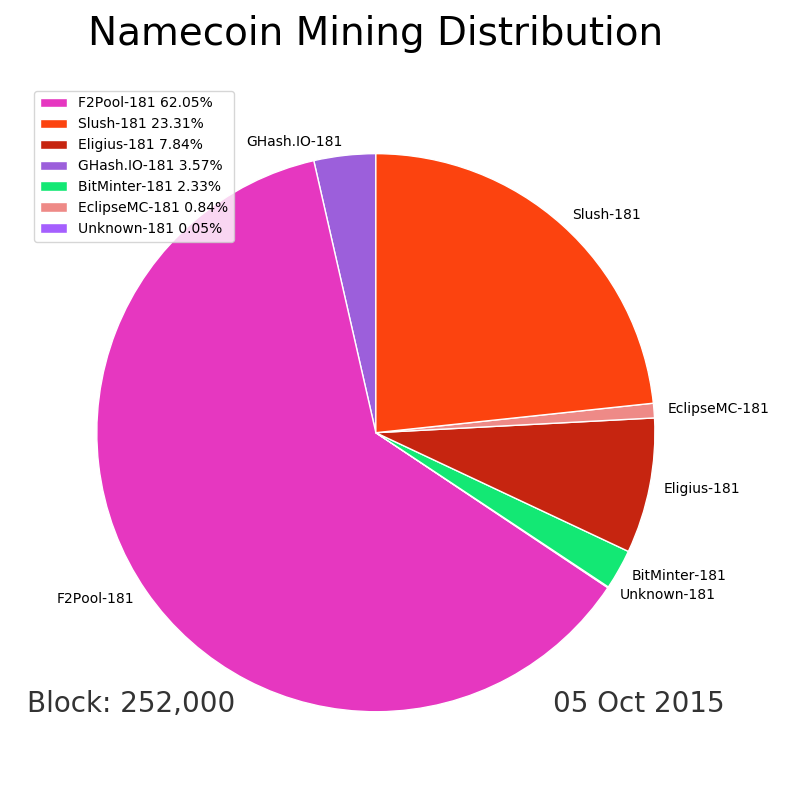 Namecoin Mining Distribution
F2Pool-181 62.05%
Slush-181 23.31%
Eligius-181 7.84%
GHash.IO-181 3.57%
BitMinter-181 2.33%
EclipseMC-181 0.84%
Unknown-181 0.05%
GHash.IO-181
Slush-181
EclipseMC-181
Eligius-181
BitMinter-181
Unknown-181
F2Pool-181
Block: 252,000
05 Oct 2015